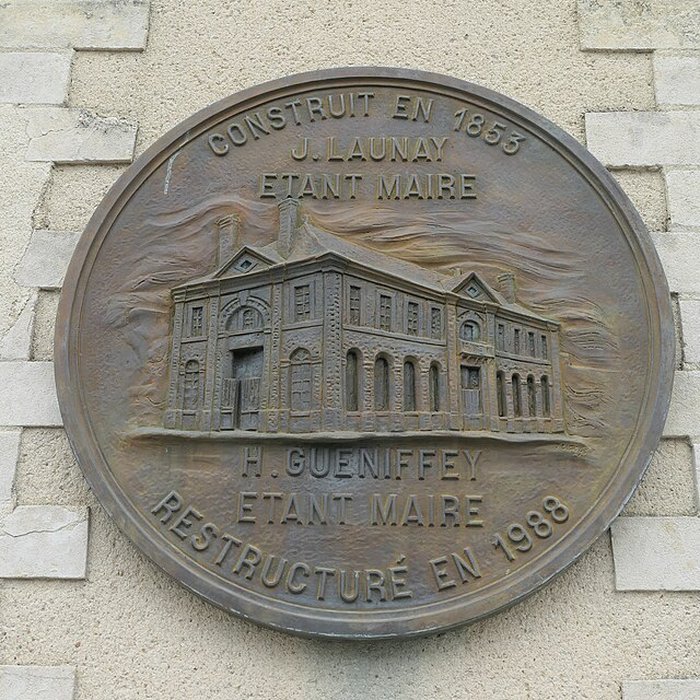 CONSTRUIT EN 1853
J. LAUNAY
ETANT MAIRE
H. GUENIFFEY
ETANT MAIRE
RESTRUCTURÉ EN 1988